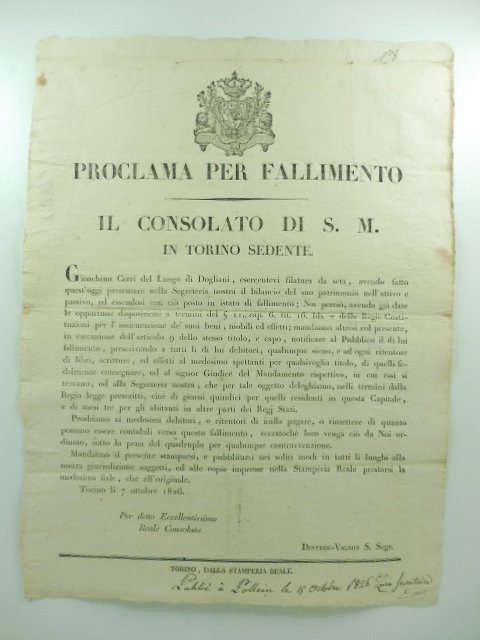 178
PROCLAMA PER FALLIMENTO
IL CONSOLATO DI S. M.
IN TORINO SEDENTE.
Gioachino Cerri del Luogo di Dogliani, esercentevi filatura da seta, avendo fatto
quest'oggi presentare nella Segreteria nostra il bilancio del suo patrimonio nell'attivo e
passivo, ed essendosi con ciò posto in istato di fallimento; Noi perciò, avendo già date
le opportune disposizioni a termini del § 11, cap. 6. tit. 16. lib. 2 delle Regie Costi-
tuzioni per l'assicurazione de' suoi beni, mobili ed effetti; mandiamo altresì col presente,
in esecuzione dell'articolo 9 dello stesso titolo, e capo, notificare al Pubblico il di lui
fallimento, prescrivendo a tutti li di lui debitori, qualunque sieno, e ad ogni ritentore
di libri, scritture, ed effetti al medesimo spettanti per qualsivoglia titolo, di quelli fe-
delmente consegnare, od al signor Giudice del Mandamento rispettivo, in cui essi si
trovano, od alla Segreteria nostra, che per tale oggetto deleghiamo, nelli termini dalla
Regia legge prescritti, cioè di giorni quindici per quelli residenti in questa Capitale,
e di mesi tre per gli abitanti in altre parti dei Regj Stati.
Proibiamo ai medesimi debitori, o ritentori di nulla pagare, o rimettere di quanto
possono essere contabili verso questo fallimento, eccettochè loro venga ciò da Noi or-
dinato, sotto la pena del quadruplo per qualunque contravvenzione.
Mandiamo il presente stamparsi, e pubblicarsi nei soliti modi in tutti li luoghi alla
nostra giurisdizione soggetti, ed alle copie impresse nella Stamperia Reale prestarsi la
medesima fede, che all'originale.
Torino li 7 ottobre 1826.
Per detto Eccellentissimo
Reale Consolato
Dentrof-Vignon S. Segr.
TORINO, DALLA STAMPERIA REALE.
Publié à le 15 Octobre 1826 Secrétaire